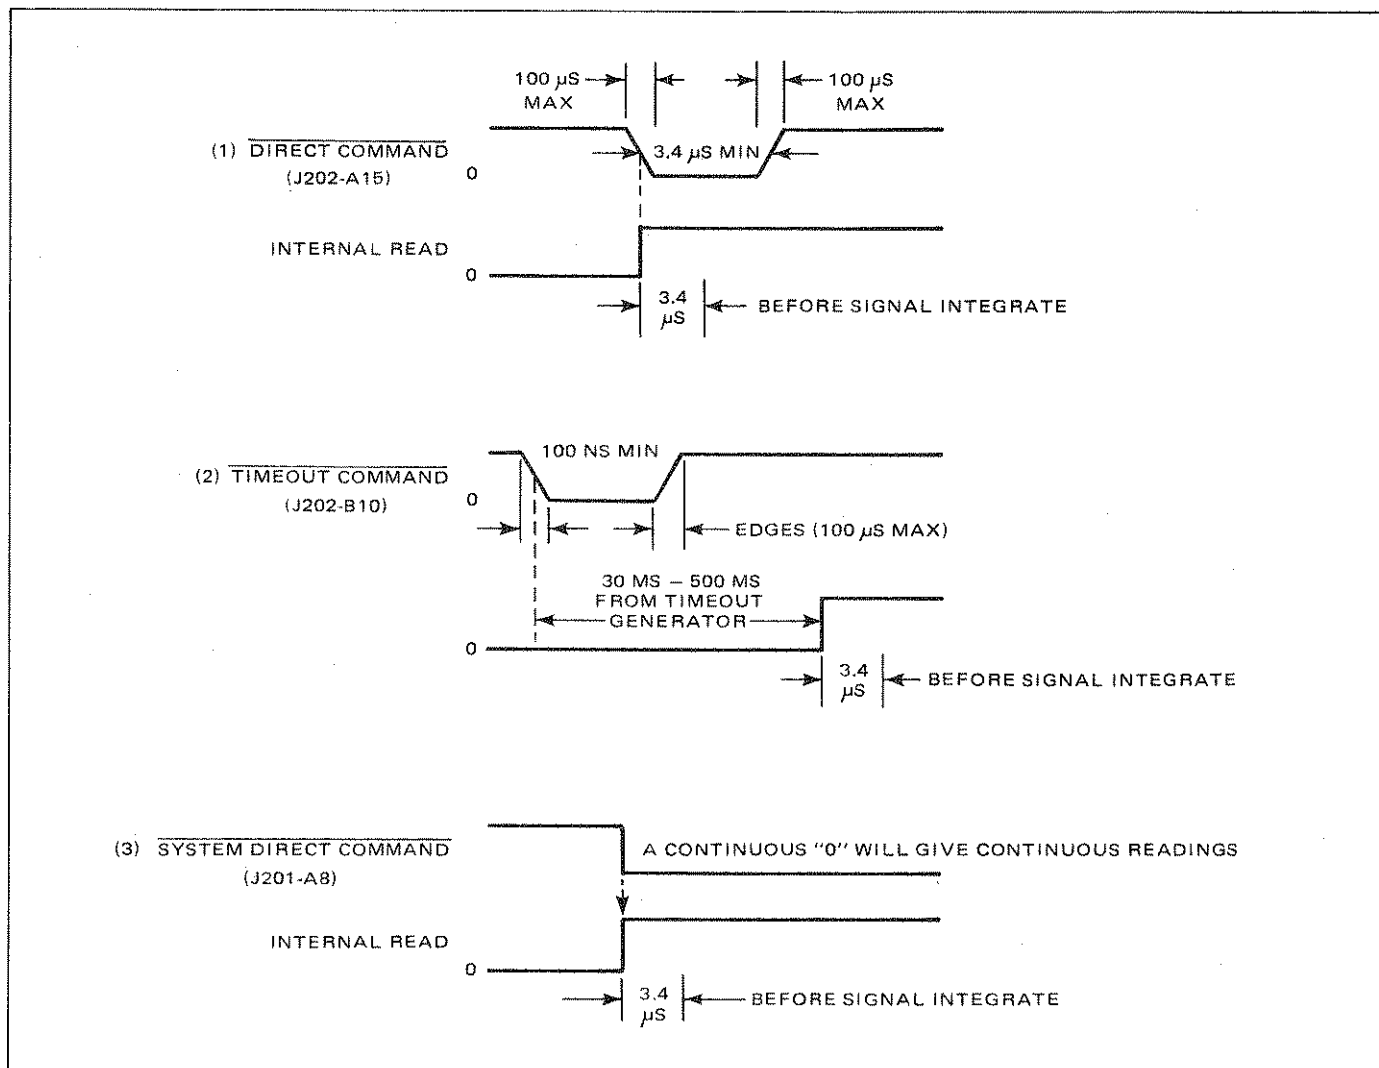 100 µS
MAX
100 µS
MAX
(1) DIRECT COMMAND
(J202-A15)
0
3.4 µS MIN
INTERNAL READ
0
3.4
µS
BEFORE SIGNAL INTEGRATE
(2) TIMEOUT COMMAND
(J202-B10)
0
100 NS MIN
EDGES (100 µS MAX)
30 MS – 500 MS
FROM TIMEOUT
GENERATOR
0
3.4
µS
BEFORE SIGNAL INTEGRATE
(3) SYSTEM DIRECT COMMAND
(J201-A8)
A CONTINUOUS "0" WILL GIVE CONTINUOUS READINGS
INTERNAL READ
0
3.4
µS
BEFORE SIGNAL INTEGRATE